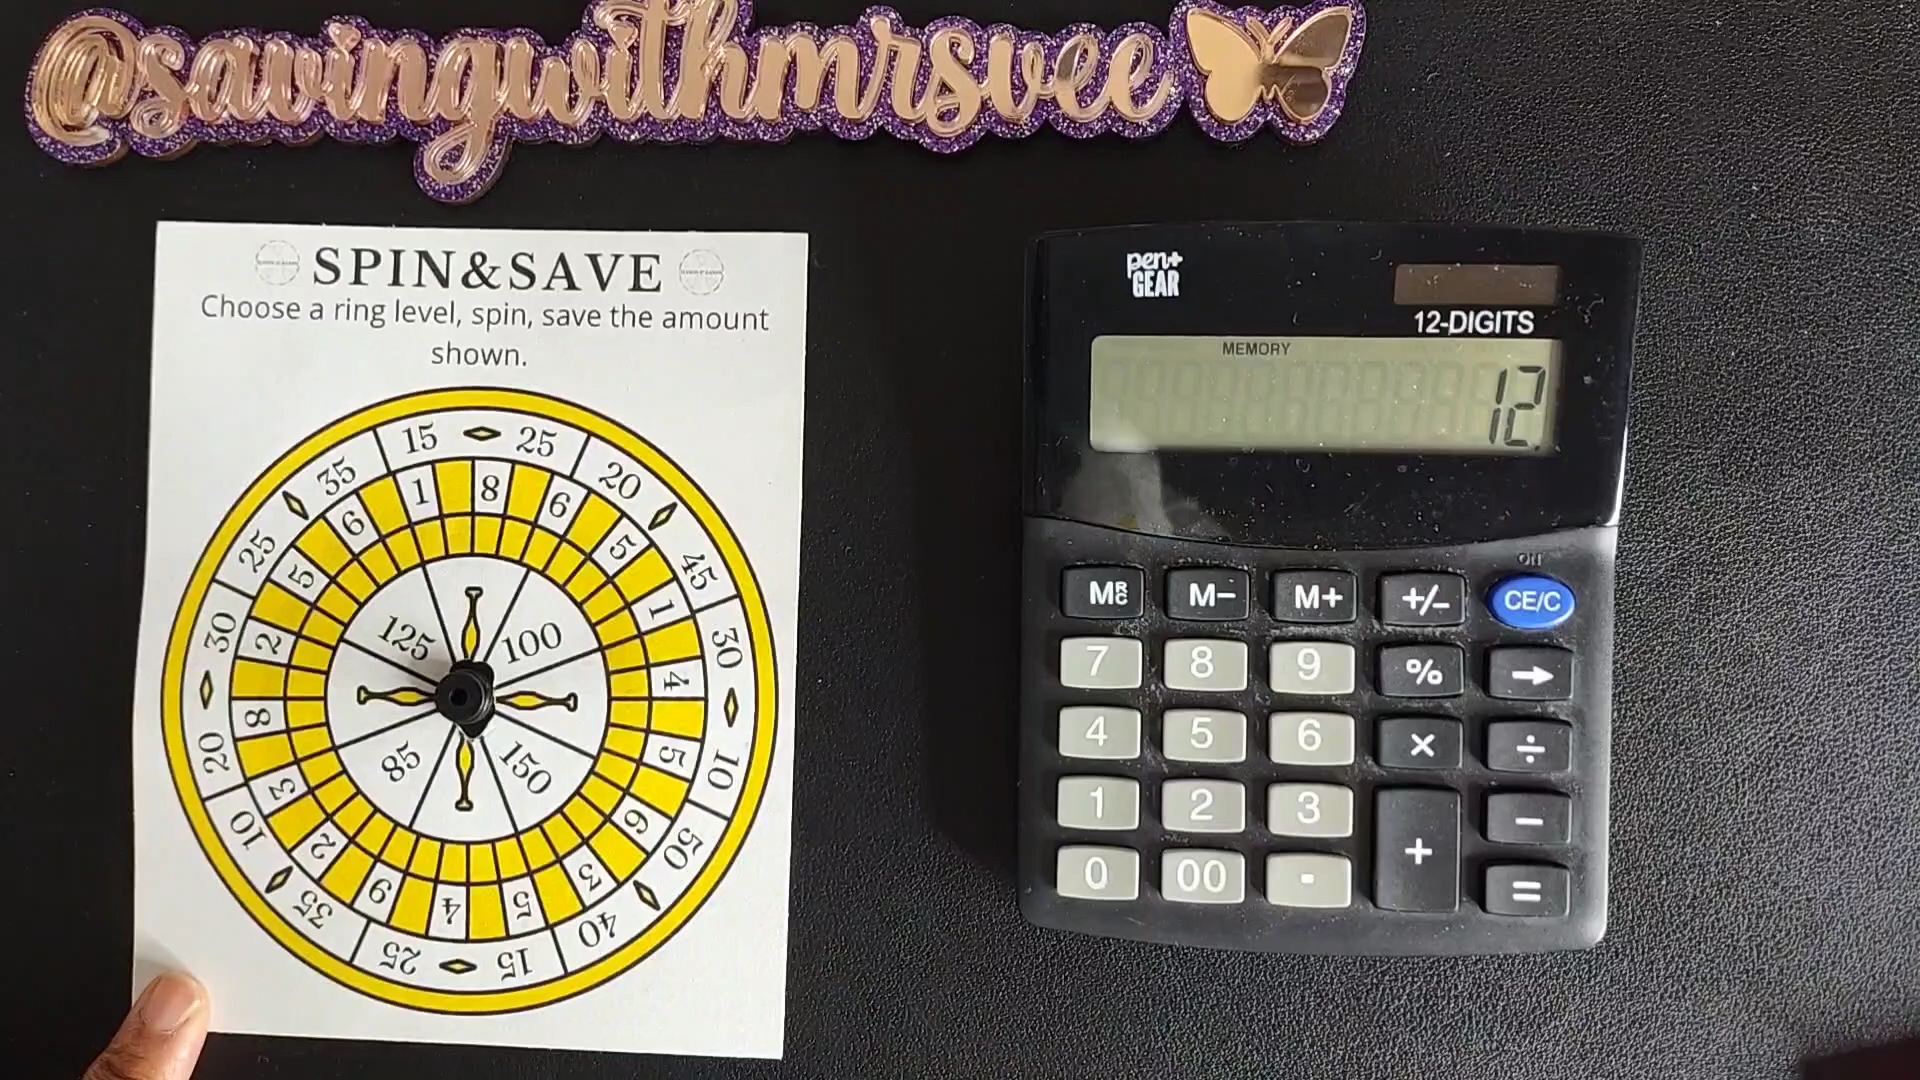 @savingwithmrsvee
SPIN&SAVE
Choose a ring level, spin, save the amount
shown.
15 25 20 45 30 10 50 40 15 25 35 10 20 30 25 35
1 8 6 5 1 4 5 6 3 5 4 9 2 3 8 2 5 6
125 100
85 150
pen+
GEAR
12-DIGITS
MEMORY
12.
ON
MRC M- M+ +/- CE/C
7 8 9 % →
4 5 6 × ÷
1 2 3 + -
0 00 · =